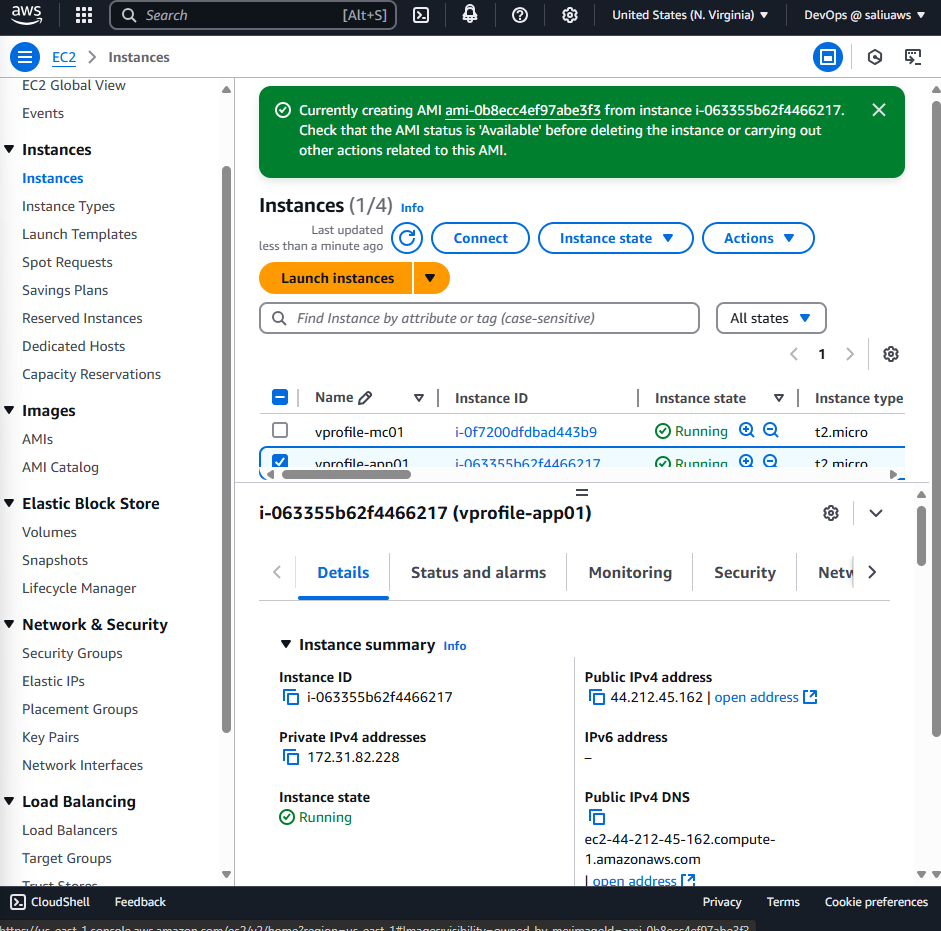 aws
Search [Alt+S]
United States (N. Virginia)
DevOps @ saliuaws
EC2 > Instances
EC2 Global View
Events
Instances
Instances
Instance Types
Launch Templates
Spot Requests
Savings Plans
Reserved Instances
Dedicated Hosts
Capacity Reservations
Images
AMIs
AMI Catalog
Elastic Block Store
Volumes
Snapshots
Lifecycle Manager
Network & Security
Security Groups
Elastic IPs
Placement Groups
Key Pairs
Network Interfaces
Load Balancing
Load Balancers
Target Groups
Trust Stores
Currently creating AMI ami-0b8ecc4ef97abe3f3 from instance i-063355b62f4466217.
Check that the AMI status is 'Available' before deleting the instance or carrying out
other actions related to this AMI.
Instances (1/4) Info
Last updated
less than a minute ago
Connect
Instance state
Actions
Launch instances
Find Instance by attribute or tag (case-sensitive)
All states
1
Name Instance ID Instance state Instance type
vprofile-mc01 i-0f7200dfdbad443b9 Running t2.micro
vprofile-app01 i-063355b62f4466217 Running t2.micro
i-063355b62f4466217 (vprofile-app01)
Details Status and alarms Monitoring Security Netw
Instance summary Info
Instance ID
i-063355b62f4466217
Private IPv4 addresses
172.31.82.228
Instance state
Running
Public IPv4 address
44.212.45.162 | open address
IPv6 address
–
Public IPv4 DNS
ec2-44-212-45-162.compute-
1.amazonaws.com
| open address
CloudShell Feedback Privacy Terms Cookie preferences
https://us-east-1.console.aws.amazon.com/ec2/v2/home?region=us-east-1#Images:visibility=owned-by-me;imageId=ami-0b8ecc4ef97abe3f3